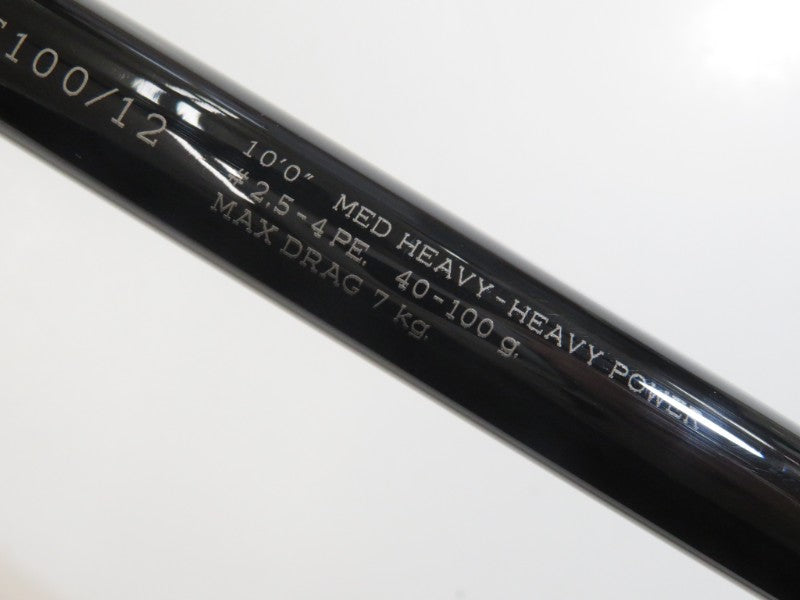 100/12
10'0" MED HEAVY-HEAVY POWER
#2.5-4 PE. 40-100 g.
MAX DRAG 7 kg.